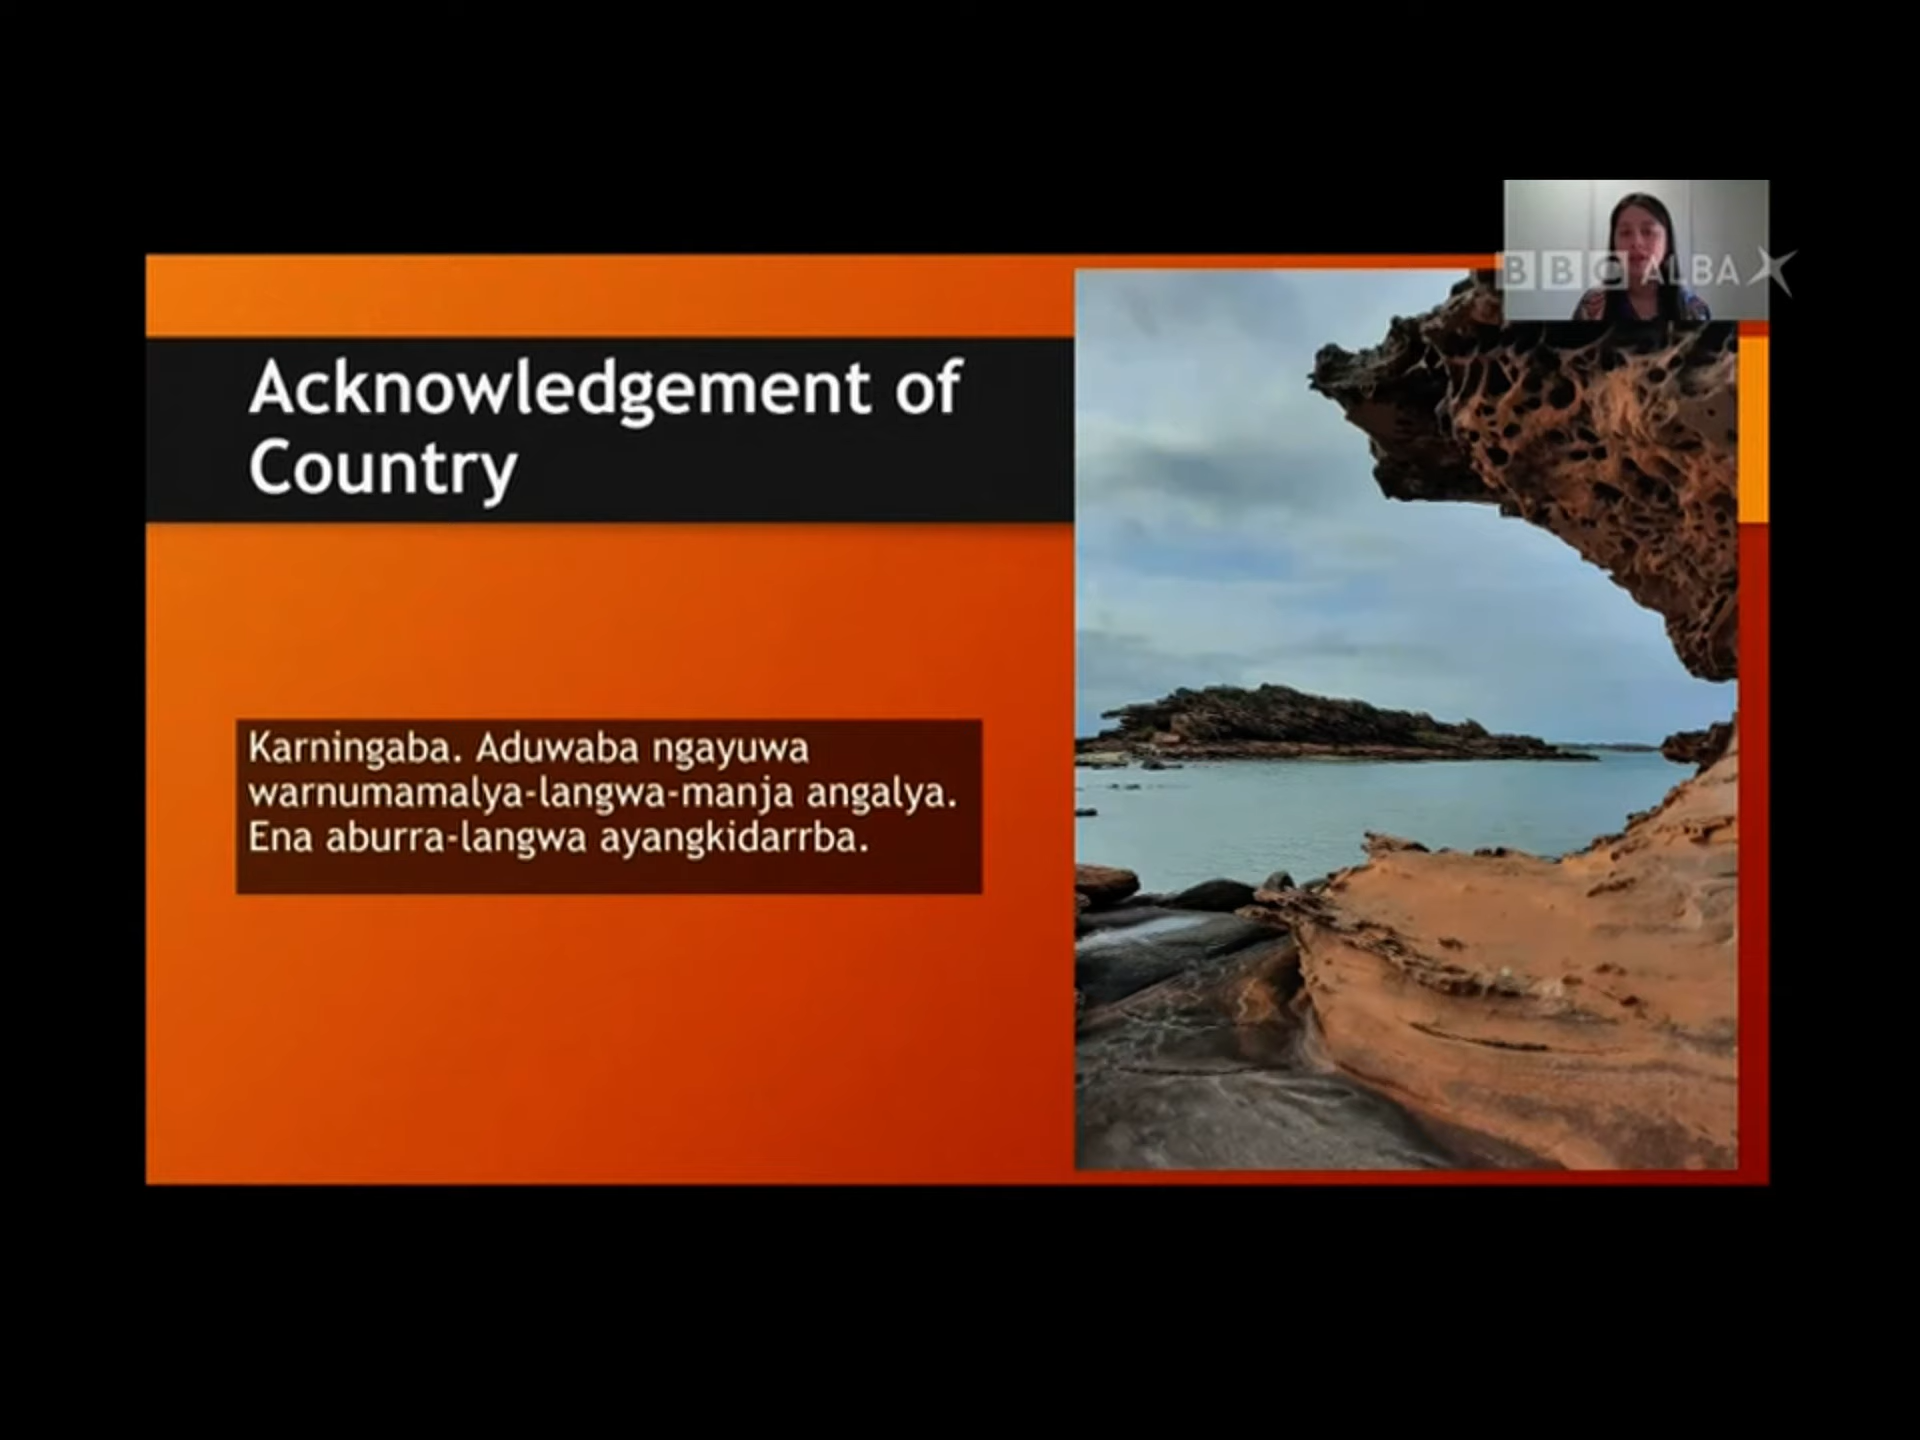 BBC ALBA
Acknowledgement of
Country
Karningaba. Aduwaba ngayuwa
warnumamalya-langwa-manja angalya.
Ena aburra-langwa ayangkidarrba.